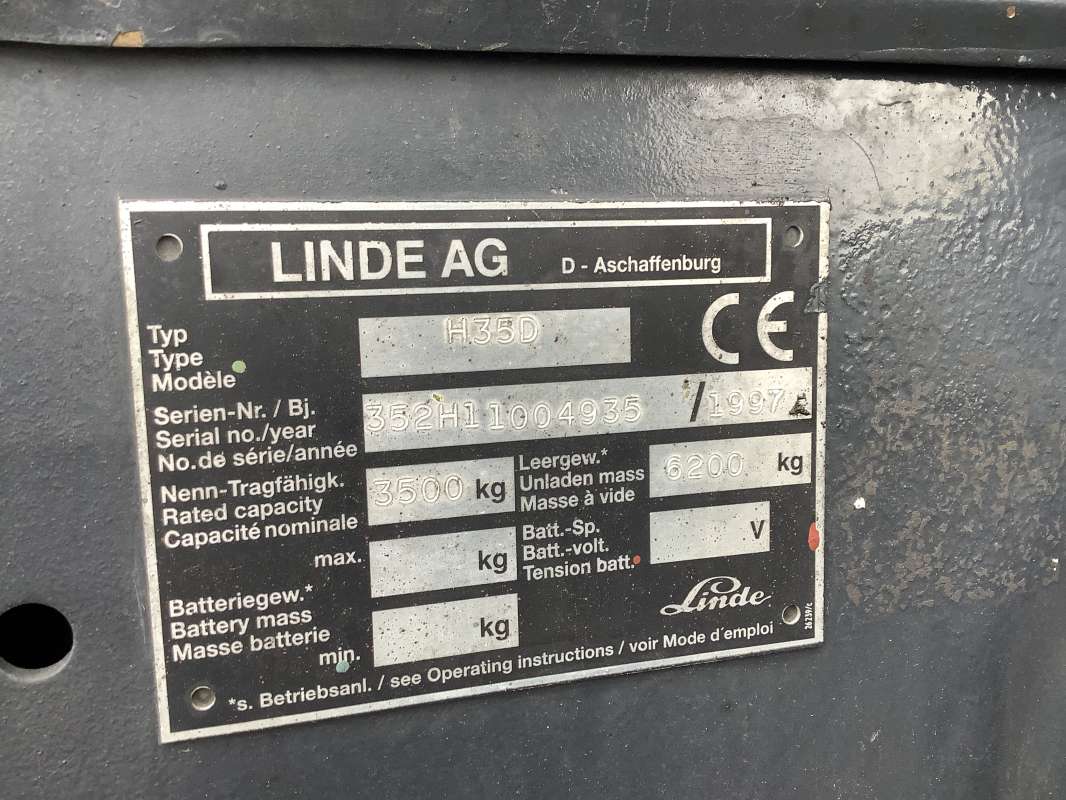 LINDE AG D - Aschaffenburg
Typ
Type
Modèle
H35D
CE
Serien-Nr. / Bj.
Serial no./year
No.de série/année
352H11004935 / 1997
Nenn-Tragfähigk.
Rated capacity
Capacité nominale
3500 kg
Leergew.*
Unladen mass
Masse à vide
6200 kg
max. kg
Batt.-Sp.
Batt.-volt.
Tension batt.
V
Batteriegew.*
Battery mass
Masse batterie
min. kg
Linde
26239/c
*s. Betriebsanl. / see Operating instructions / voir Mode d´emploi